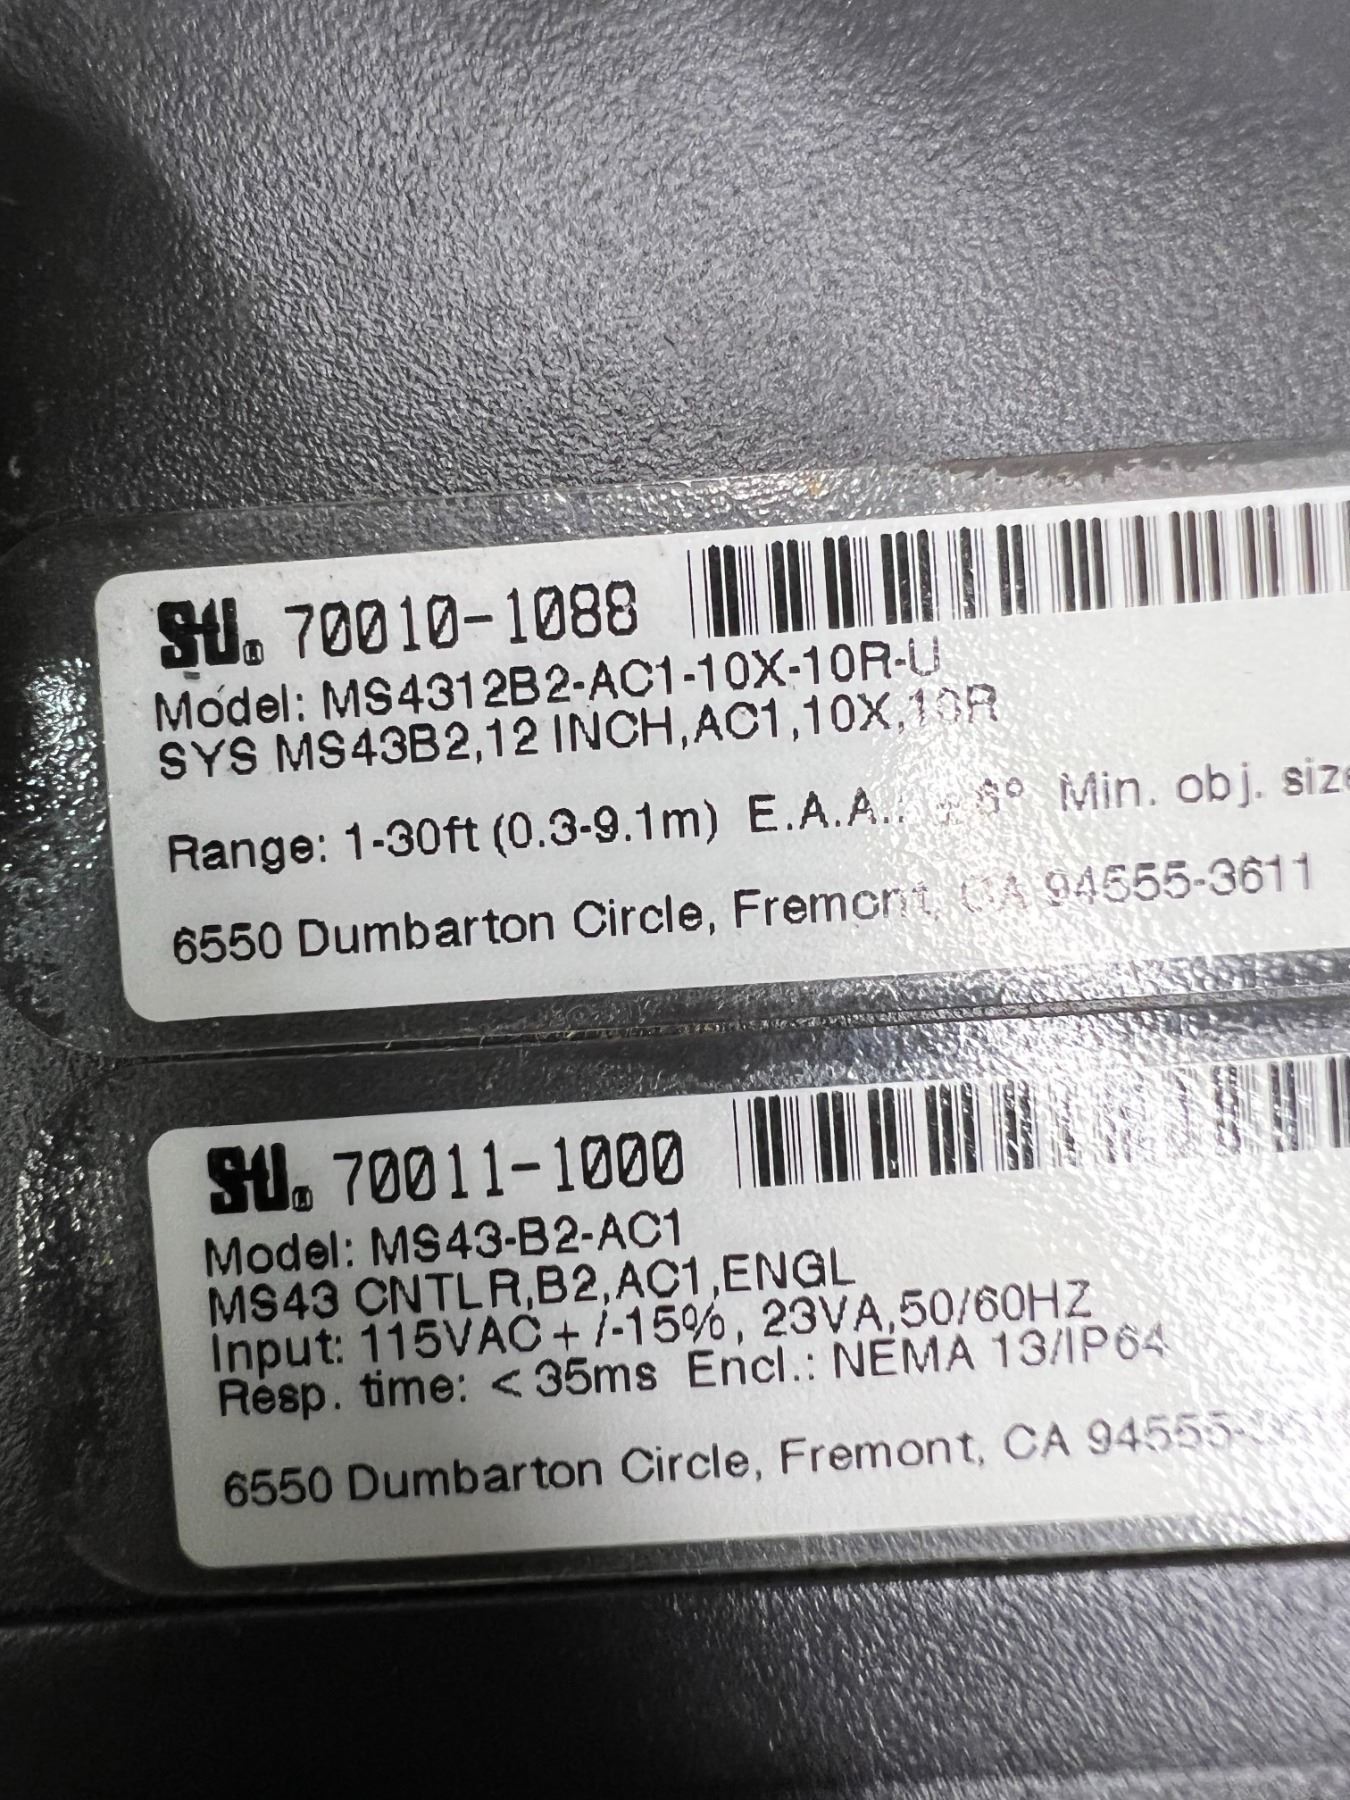 STI® 70010-1088
Model: MS4312B2-AC1-10X-10R-U
SYS MS43B2,12 INCH,AC1,10X,10R
Range: 1-30ft (0.3-9.1m) E.A.A.: Min. obj. size
6550 Dumbarton Circle, Fremont, CA 94555-3611
STI® 70011-1000
Model: MS43-B2-AC1
MS43 CNTLR,B2,AC1,ENGL
Input: 115VAC + /-15%, 23VA,50/60HZ
Resp. time: < 35ms Encl.: NEMA 13/IP64
6550 Dumbarton Circle, Fremont, CA 94555-